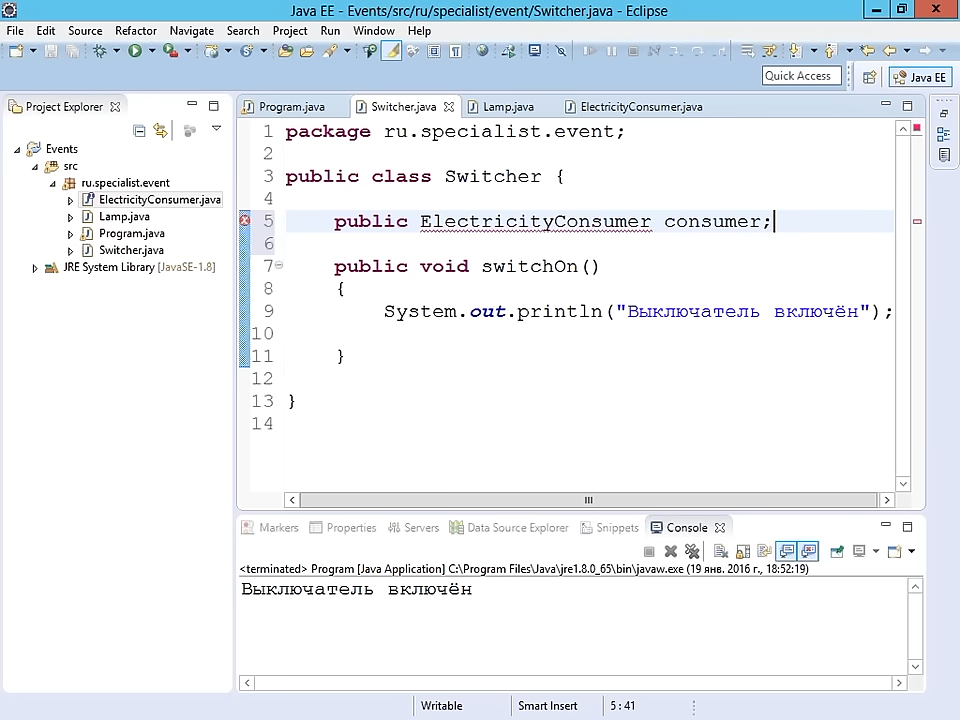 Java EE - Events/src/ru/specialist/event/Switcher.java - Eclipse
File Edit Source Refactor Navigate Search Project Run Window Help
Quick Access
Java EE
Project Explorer
Program.java Switcher.java Lamp.java ElectricityConsumer.java
Events
src
ru.specialist.event
ElectricityConsumer.java
Lamp.java
Program.java
Switcher.java
JRE System Library [JavaSE-1.8]
1 package ru.specialist.event;
2
3 public class Switcher {
4
5 public ElectricityConsumer consumer;
6
7 public void switchOn()
8 {
9 System.out.println("Выключатель включён");
10
11 }
12
13 }
14
Markers Properties Servers Data Source Explorer Snippets Console
<terminated> Program [Java Application] C:\Program Files\Java\jre1.8.0_65\bin\javaw.exe (19 янв. 2016 г., 18:52:19)
Выключатель включён
Writable Smart Insert 5 : 41